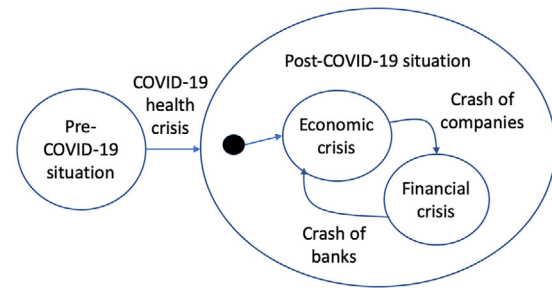 Pre-
COVID-19
situation
COVID-19
health
crisis
Post-COVID-19 situation
Economic
crisis
Crash of
companies
Financial
crisis
Crash of
banks